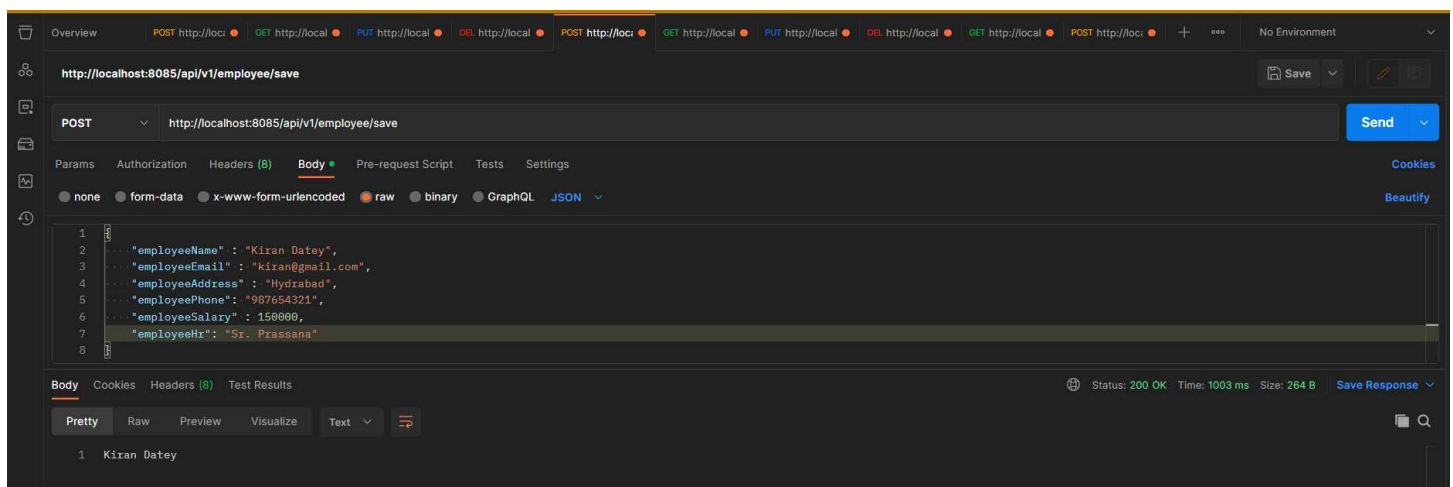 Overview POST http://loca GET http://local PUT http://local DEL http://local POST http://loca GET http://local PUT http://local DEL http://local GET http://local POST http://loca No Environment
http://localhost:8085/api/v1/employee/save Save
POST http://localhost:8085/api/v1/employee/save Send
Params Authorization Headers (8) Body Pre-request Script Tests Settings Cookies
none form-data x-www-form-urlencoded raw binary GraphQL JSON Beautify
1 {
2 "employeeName" : "Kiran Datey",
3 "employeeEmail" : "kiran@gmail.com",
4 "employeeAddress" : "Hydrabad",
5 "employeePhone": "987654321",
6 "employeeSalary" : 150000,
7 "employeeHr": "Sr. Prassana"
8 }
Body Cookies Headers (8) Test Results Status: 200 OK Time: 1003 ms Size: 264 B Save Response
Pretty Raw Preview Visualize Text
1 Kiran Datey